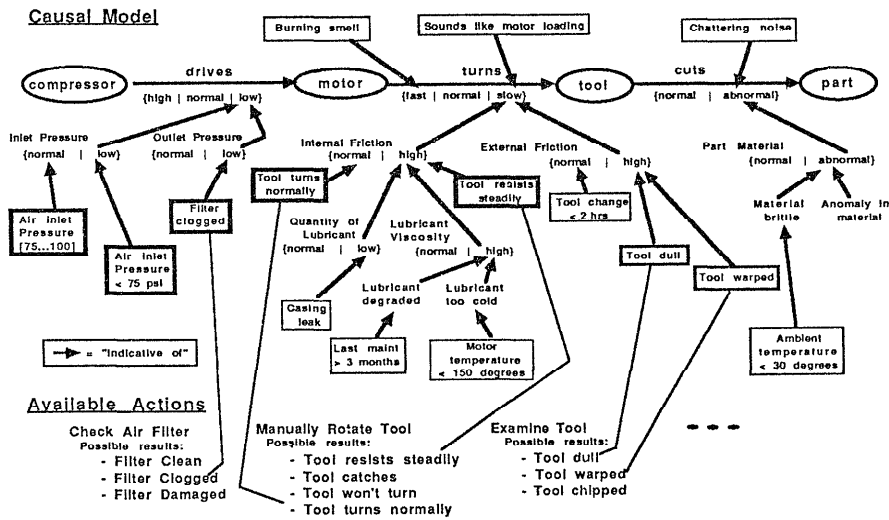 Causal Model
Burning smell
Sounds like motor loading
Chattering noise
compressor
drives
motor
turns
tool
cuts
part
{high | normal | low}
{fast | normal | slow}
{normal | abnormal}
Inlet Pressure
{normal | low}
Outlet Pressure
{normal | low}
Internal Friction
{normal | high}
External Friction
{normal | high}
Part Material
{normal | abnormal}
Tool turns
normally
Tool resists
steadily
Tool change
< 2 hrs
Material
brittle
Anomaly in
material
Air Inlet
Pressure
[75...100]
Filter
clogged
Quantity of
Lubricant
{normal | low}
Lubricant
Viscosity
{normal | high}
Air Inlet
Pressure
< 75 psi
Tool dull
Tool warped
Casing
leak
Lubricant
degraded
Lubricant
too cold
= "Indicative of"
Last maint
> 3 months
Motor
temperature
< 150 degrees
Ambient
temperature
< 30 degrees
Available Actions
Check Air Filter
Possible results:
- Filter Clean
- Filter Clogged
- Filter Damaged
Manually Rotate Tool
Possible results:
- Tool resists steadily
- Tool catches
- Tool won't turn
- Tool turns normally
Examine Tool
Possible results:
- Tool dull
- Tool warped
- Tool chipped